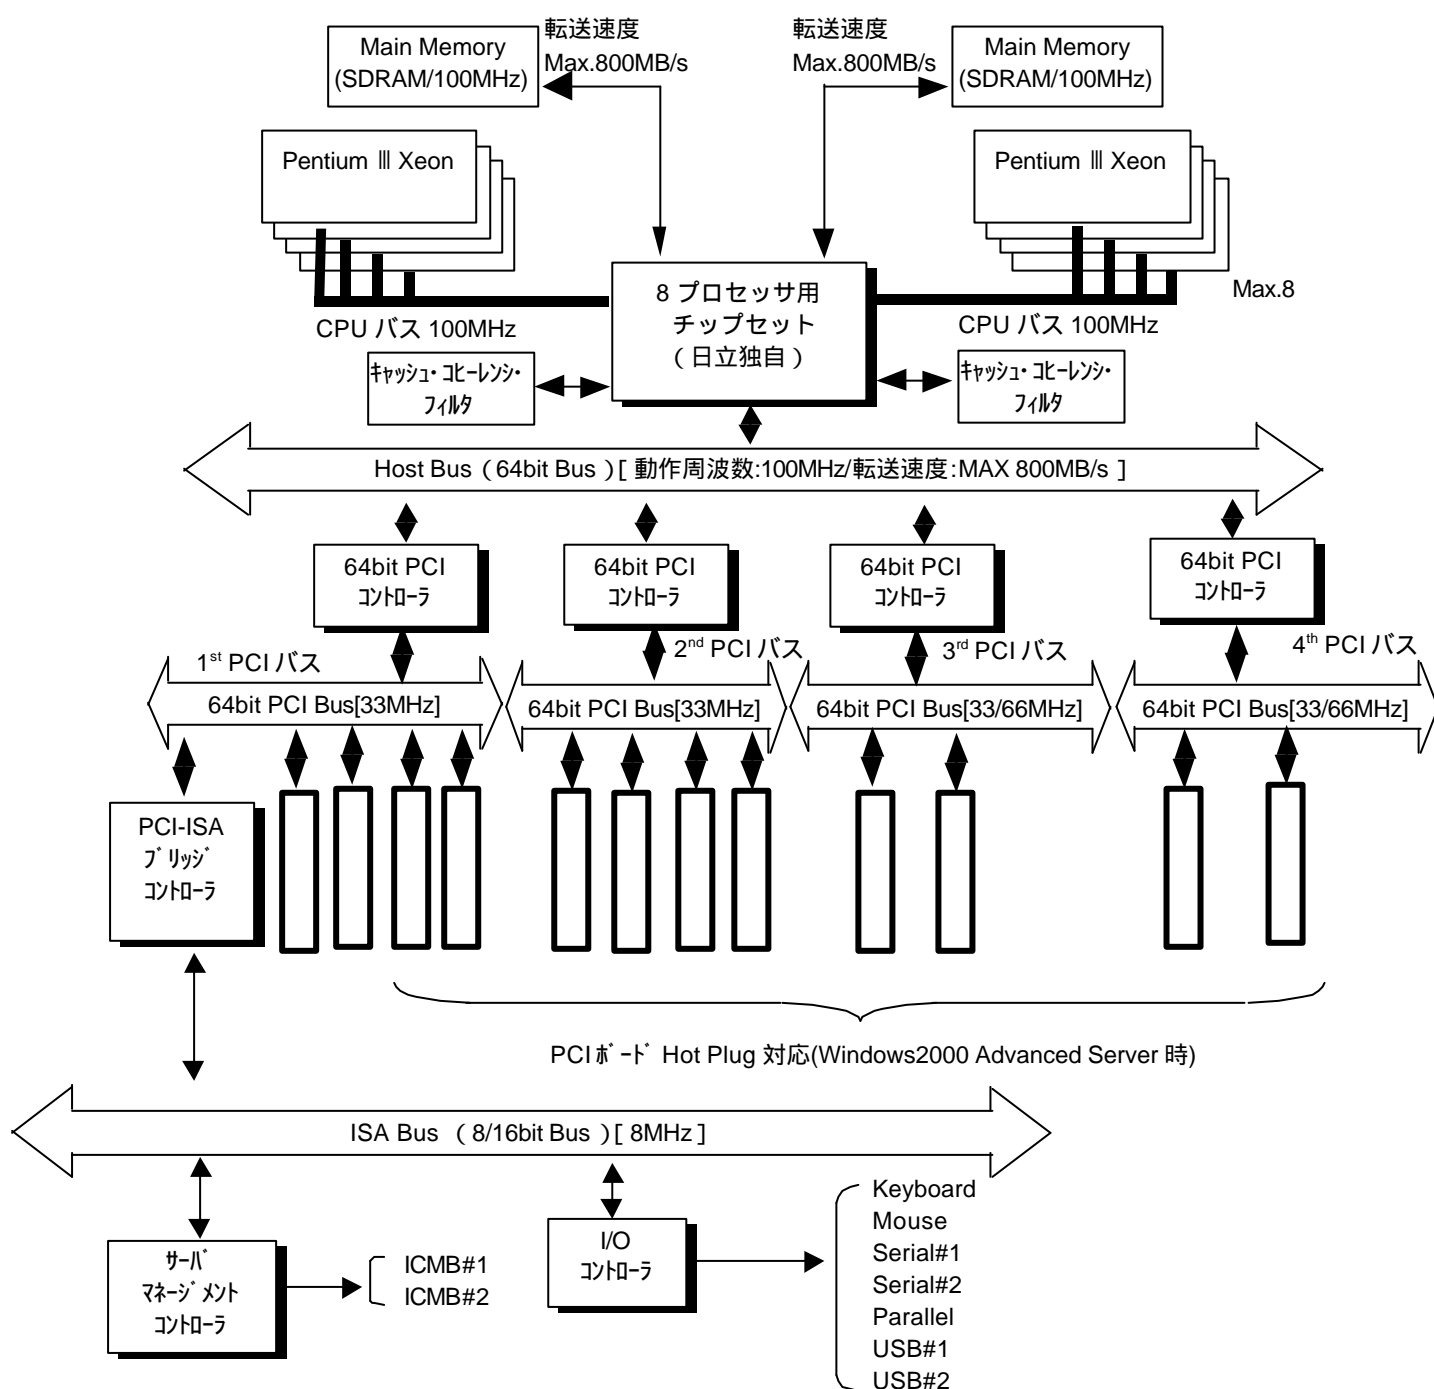 転送速度
Max.800MB/s
転送速度
Max.800MB/s
Main Memory
(SDRAM/100MHz)
Main Memory
(SDRAM/100MHz)
Pentium Ⅲ Xeon
Pentium Ⅲ Xeon
Max.8
8 プロセッサ用
チップセット
(日立独自)
CPU バス 100MHz
CPU バス 100MHz
ｷｬｯｼｭ・ｺﾋｰﾚﾝｼ・
ﾌｨﾙﾀ
ｷｬｯｼｭ・ｺﾋｰﾚﾝｼ・
ﾌｨﾙﾀ
Host Bus (64bit Bus)[動作周波数:100MHz/転送速度:MAX 800MB/s]
64bit PCI
ｺﾝﾄﾛｰﾗ
64bit PCI
ｺﾝﾄﾛｰﾗ
64bit PCI
ｺﾝﾄﾛｰﾗ
64bit PCI
ｺﾝﾄﾛｰﾗ
1st PCI バス
2nd PCI バス
3rd PCI バス
4th PCI バス
64bit PCI Bus[33MHz]
64bit PCI Bus[33MHz]
64bit PCI Bus[33/66MHz]
64bit PCI Bus[33/66MHz]
PCI-ISA
ﾌﾞﾘｯｼﾞ
ｺﾝﾄﾛｰﾗ
PCI ﾎﾞｰﾄﾞ Hot Plug 対応(Windows2000 Advanced Server 時)
ISA Bus (8/16bit Bus)[8MHz]
ｻｰﾊﾞ
ﾏﾈｰｼﾞﾒﾝﾄ
ｺﾝﾄﾛｰﾗ
ICMB#1
ICMB#2
I/O
ｺﾝﾄﾛｰﾗ
Keyboard
Mouse
Serial#1
Serial#2
Parallel
USB#1
USB#2